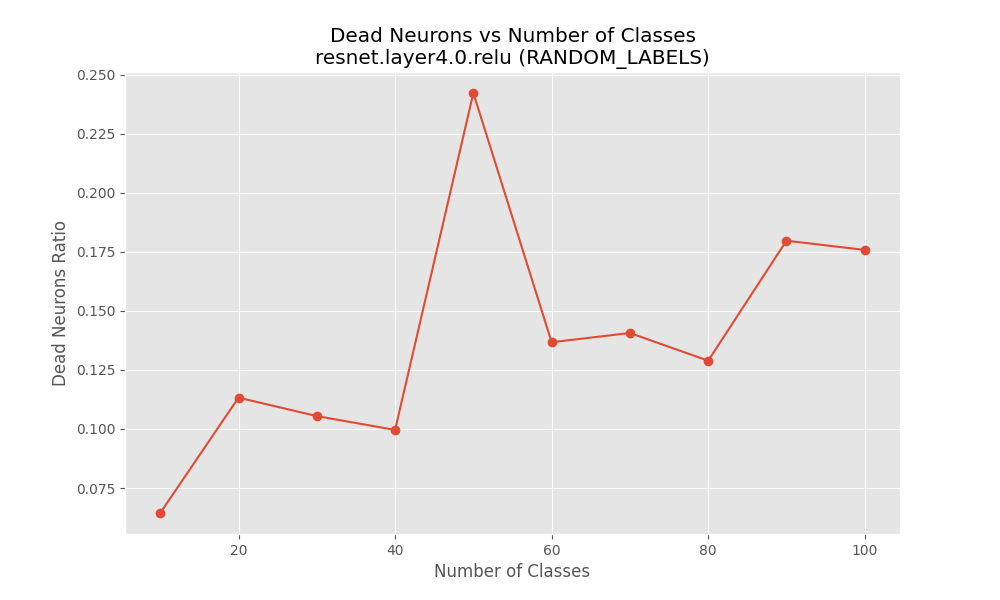 Dead Neurons vs Number of Classes
resnet.layer4.0.relu (RANDOM_LABELS)
Dead Neurons Ratio
0.250
0.225
0.200
0.175
0.150
0.125
0.100
0.075
20 40 60 80 100
Number of Classes